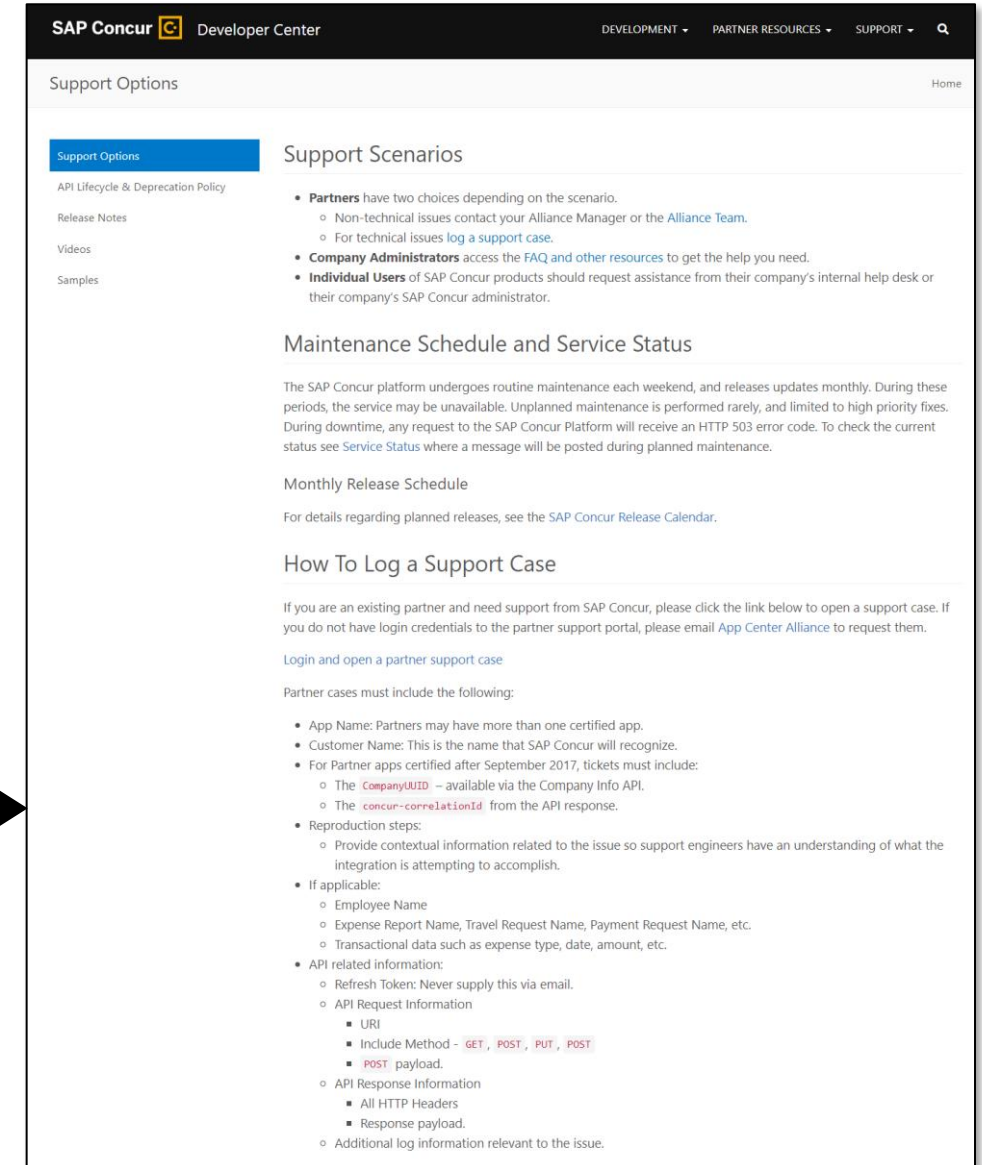 SAP Concur C Developer Center
DEVELOPMENT PARTNER RESOURCES SUPPORT
Support Options
Home
Support Options
API Lifecycle & Deprecation Policy
Release Notes
Videos
Samples
Support Scenarios
• Partners have two choices depending on the scenario.
○ Non-technical issues contact your Alliance Manager or the Alliance Team.
○ For technical issues log a support case.
• Company Administrators access the FAQ and other resources to get the help you need.
• Individual Users of SAP Concur products should request assistance from their company's internal help desk or
their company's SAP Concur administrator.
Maintenance Schedule and Service Status
The SAP Concur platform undergoes routine maintenance each weekend, and releases updates monthly. During these
periods, the service may be unavailable. Unplanned maintenance is performed rarely, and limited to high priority fixes.
During downtime, any request to the SAP Concur Platform will receive an HTTP 503 error code. To check the current
status see Service Status where a message will be posted during planned maintenance.
Monthly Release Schedule
For details regarding planned releases, see the SAP Concur Release Calendar.
How To Log a Support Case
If you are an existing partner and need support from SAP Concur, please click the link below to open a support case. If
you do not have login credentials to the partner support portal, please email App Center Alliance to request them.
Login and open a partner support case
Partner cases must include the following:
• App Name: Partners may have more than one certified app.
• Customer Name: This is the name that SAP Concur will recognize.
• For Partner apps certified after September 2017, tickets must include:
○ The CompanyUUID – available via the Company Info API.
○ The concur-correlationId from the API response.
• Reproduction steps:
○ Provide contextual information related to the issue so support engineers have an understanding of what the
integration is attempting to accomplish.
• If applicable:
○ Employee Name
○ Expense Report Name, Travel Request Name, Payment Request Name, etc.
○ Transactional data such as expense type, date, amount, etc.
• API related information:
○ Refresh Token: Never supply this via email.
○ API Request Information
▪ URI
▪ Include Method - GET, POST, PUT, POST
▪ POST payload.
○ API Response Information
▪ All HTTP Headers
▪ Response payload.
○ Additional log information relevant to the issue.